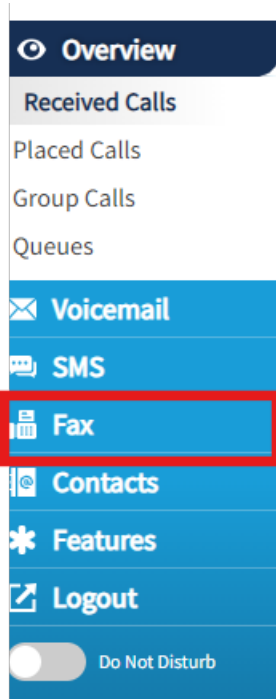 Overview
Received Calls
Placed Calls
Group Calls
Queues
Voicemail
SMS
Fax
Contacts
Features
Logout
Do Not Disturb